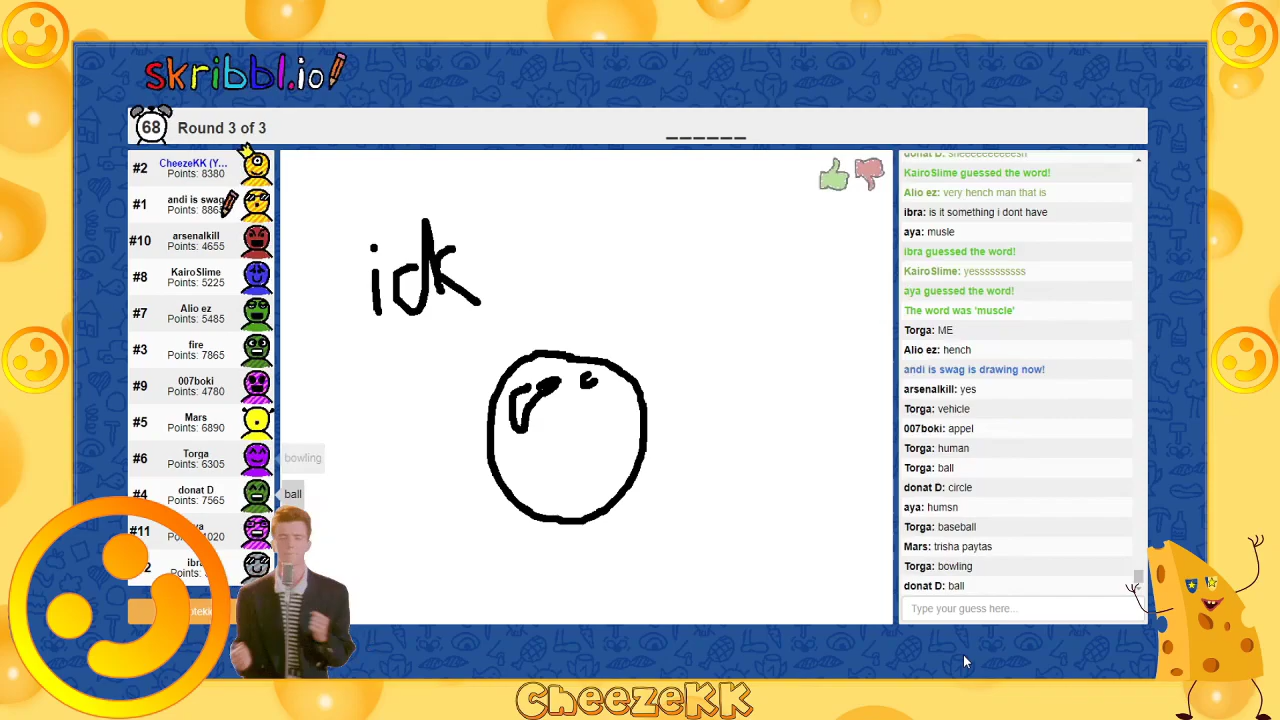 skribbl.io
68
Round 3 of 3
______
#2 CheezeKK (Y...
Points: 8380
#1 andi is swag
Points: 8865
#10 arsenalkill
Points: 4655
#8 KairoSlime
Points: 5225
#7 Alio ez
Points: 5485
#3 fire
Points: 7865
#9 007boki
Points: 4780
#5 Mars
Points: 6890
#6 Torga
Points: 6305
#4 donat D
Points: 7565
#11
bowling
ball
idk
KairoSlime guessed the word!
Alio ez: very hench man that is
ibra: is it something i dont have
aya: musle
ibra guessed the word!
KairoSlime: yesssssssss
aya guessed the word!
The word was 'muscle'
Torga: ME
Alio ez: hench
andi is swag is drawing now!
arsenalkill: yes
Torga: vehicle
007boki: appel
Torga: human
Torga: ball
donat D: circle
aya: humsn
Torga: baseball
Mars: trisha paytas
Torga: bowling
donat D: ball
Type your guess here...
CheezeKK